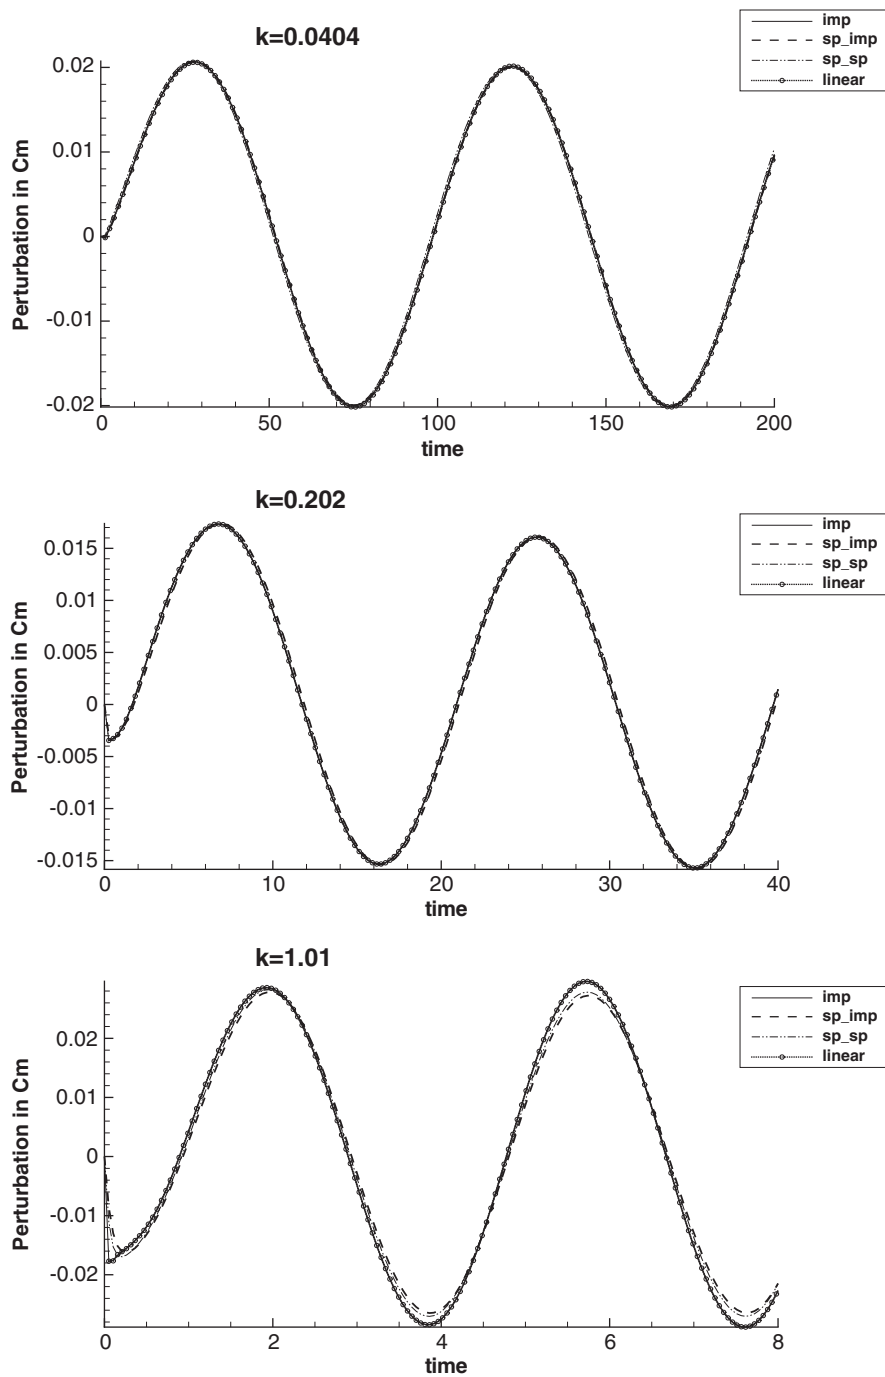 k=0.0404
imp
sp_imp
sp_sp
linear
0.02
0.01
0
-0.01
-0.02
Perturbation in Cm
0 50 100 150 200
time
k=0.202
imp
sp_imp
sp_sp
linear
0.015
0.01
0.005
0
-0.005
-0.01
-0.015
Perturbation in Cm
0 10 20 30 40
time
k=1.01
imp
sp_imp
sp_sp
linear
0.02
0.01
0
-0.01
-0.02
Perturbation in Cm
0 2 4 6 8
time